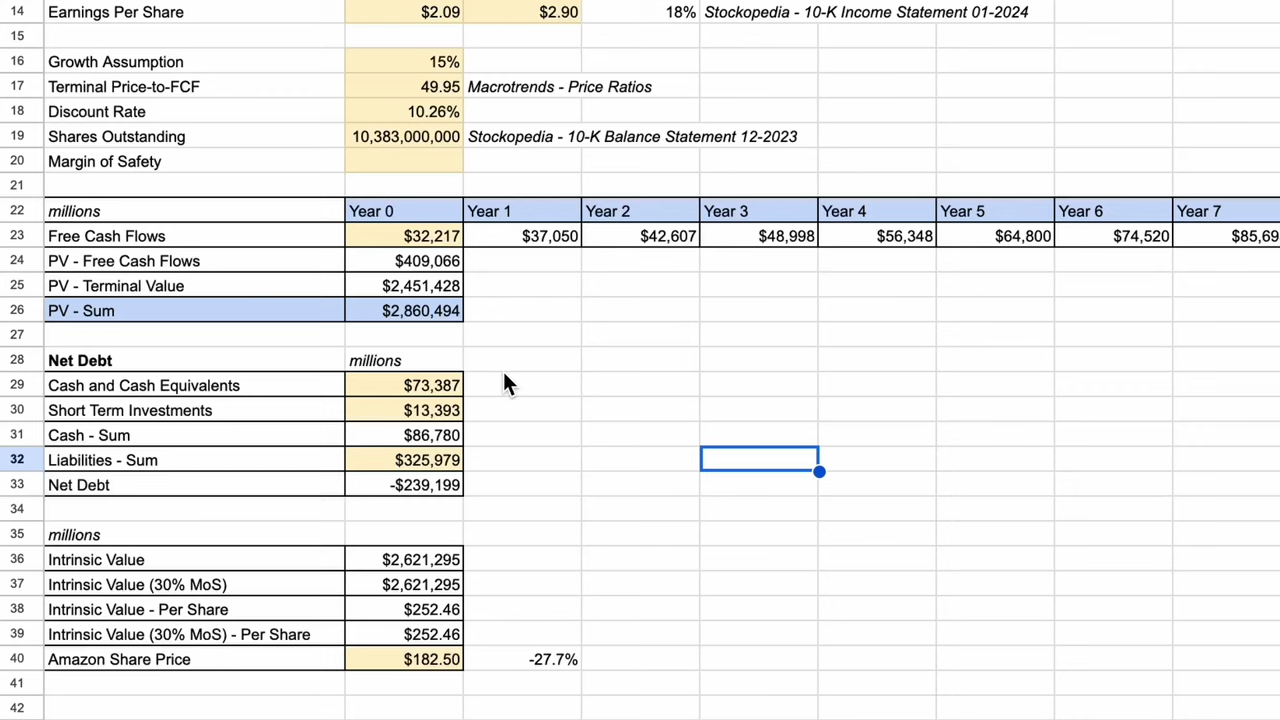 14 Earnings Per Share $2.09 $2.90 18% Stockopedia - 10-K Income Statement 01-2024
15
16 Growth Assumption 15%
17 Terminal Price-to-FCF 49.95 Macrotrends - Price Ratios
18 Discount Rate 10.26%
19 Shares Outstanding 10,383,000,000 Stockopedia - 10-K Balance Statement 12-2023
20 Margin of Safety
21
22 millions Year 0 Year 1 Year 2 Year 3 Year 4 Year 5 Year 6 Year 7
23 Free Cash Flows $32,217 $37,050 $42,607 $48,998 $56,348 $64,800 $74,520 $85,69
24 PV - Free Cash Flows $409,066
25 PV - Terminal Value $2,451,428
26 PV - Sum $2,860,494
27
28 Net Debt millions
29 Cash and Cash Equivalents $73,387
30 Short Term Investments $13,393
31 Cash - Sum $86,780
32 Liabilities - Sum $325,979
33 Net Debt -$239,199
34
35 millions
36 Intrinsic Value $2,621,295
37 Intrinsic Value (30% MoS) $2,621,295
38 Intrinsic Value - Per Share $252.46
39 Intrinsic Value (30% MoS) - Per Share $252.46
40 Amazon Share Price $182.50 -27.7%
41
42